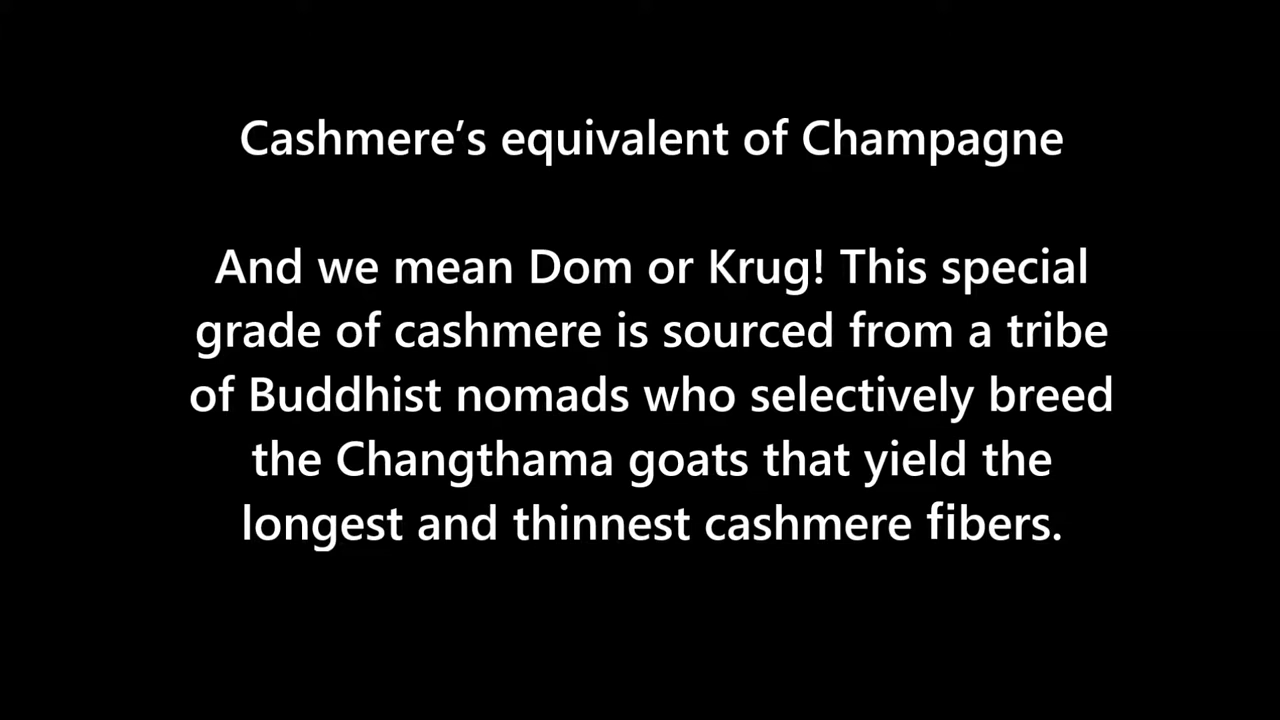 Cashmere’s equivalent of Champagne
And we mean Dom or Krug! This special
grade of cashmere is sourced from a tribe
of Buddhist nomads who selectively breed
the Changthama goats that yield the
longest and thinnest cashmere fibers.